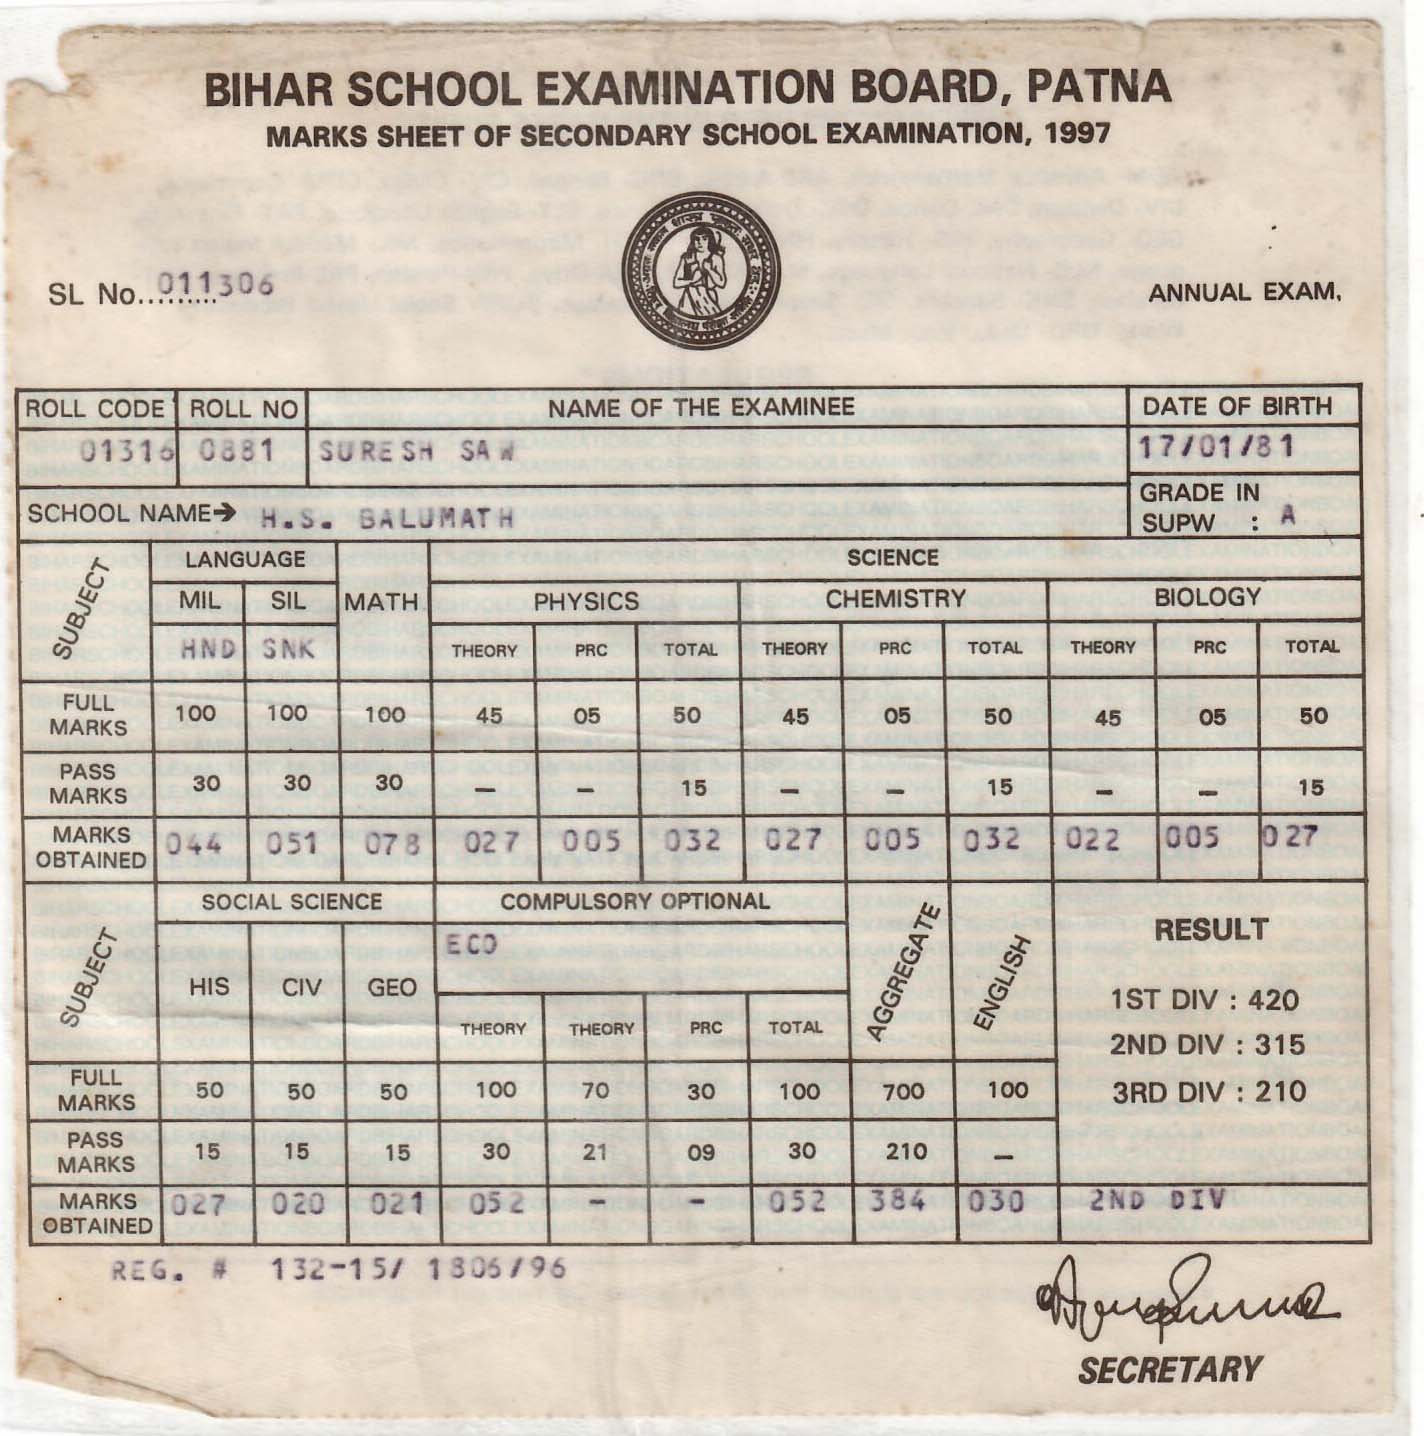 BIHAR SCHOOL EXAMINATION BOARD, PATNA
MARKS SHEET OF SECONDARY SCHOOL EXAMINATION, 1997
SL No.........011306
ANNUAL EXAM,
ROLL CODE ROLL NO NAME OF THE EXAMINEE DATE OF BIRTH
01316 0881 SURESH SAW 17/01/81
SCHOOL NAME→ H.S. BALUMATH GRADE IN SUPW : A
SUBJECT LANGUAGE MATH SCIENCE
MIL SIL PHYSICS CHEMISTRY BIOLOGY
HND SNK THEORY PRC TOTAL THEORY PRC TOTAL THEORY PRC TOTAL
FULL MARKS 100 100 100 45 05 50 45 05 50 45 05 50
PASS MARKS 30 30 30 – – 15 – – 15 – – 15
MARKS OBTAINED 044 051 078 027 005 032 027 005 032 022 005 027
SUBJECT SOCIAL SCIENCE COMPULSORY OPTIONAL AGGREGATE ENGLISH RESULT
ECO
HIS CIV GEO
THEORY THEORY PRC TOTAL
1ST DIV : 420
2ND DIV : 315
3RD DIV : 210
FULL MARKS 50 50 50 100 70 30 100 700 100
PASS MARKS 15 15 15 30 21 09 30 210 –
MARKS OBTAINED 027 020 021 052 - - 052 384 030 2ND DIV
REG. # 132-15/ 1806/96
SECRETARY